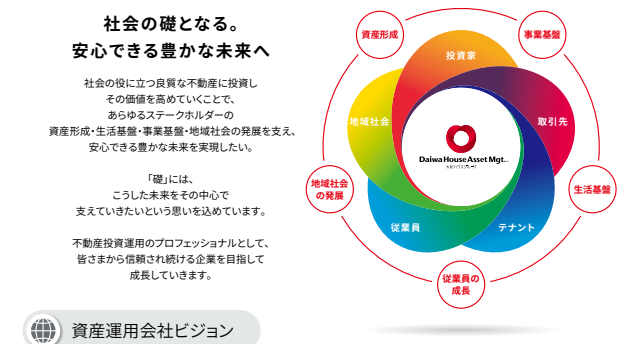 社会の礎となる。
安心できる豊かな未来へ
社会の役に立つ良質な不動産に投資し
その価値を高めていくことで、
あらゆるステークホルダーの
資産形成・生活基盤・事業基盤・地域社会の発展を支え、
安心できる豊かな未来を実現したい。
「礎」には、
こうした未来をその中心で
支えていきたいという思いを込めています。
不動産投資運用のプロフェッショナルとして、
皆さまから信頼され続ける企業を目指して
成長していきます。
資産運用会社ビジョン
資産形成
事業基盤
投資家
地域社会
取引先
Daiwa House Asset Mgt.
大和ハウスグループ
地域社会
の発展
生活基盤
従業員
テナント
従業員の
成長